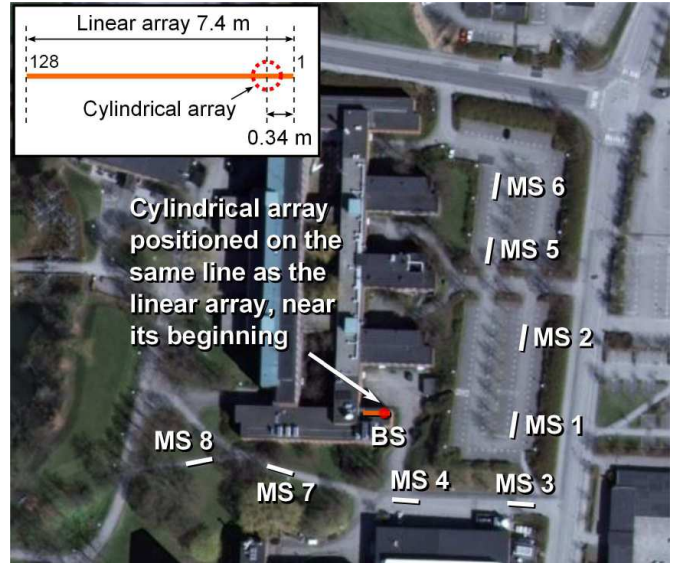 Linear array 7.4 m
128
1
Cylindrical array
0.34 m
MS 6
Cylindrical array
positioned on the
same line as the
linear array, near
its beginning
MS 5
MS 2
MS 1
BS
MS 8
MS 7
MS 4
MS 3